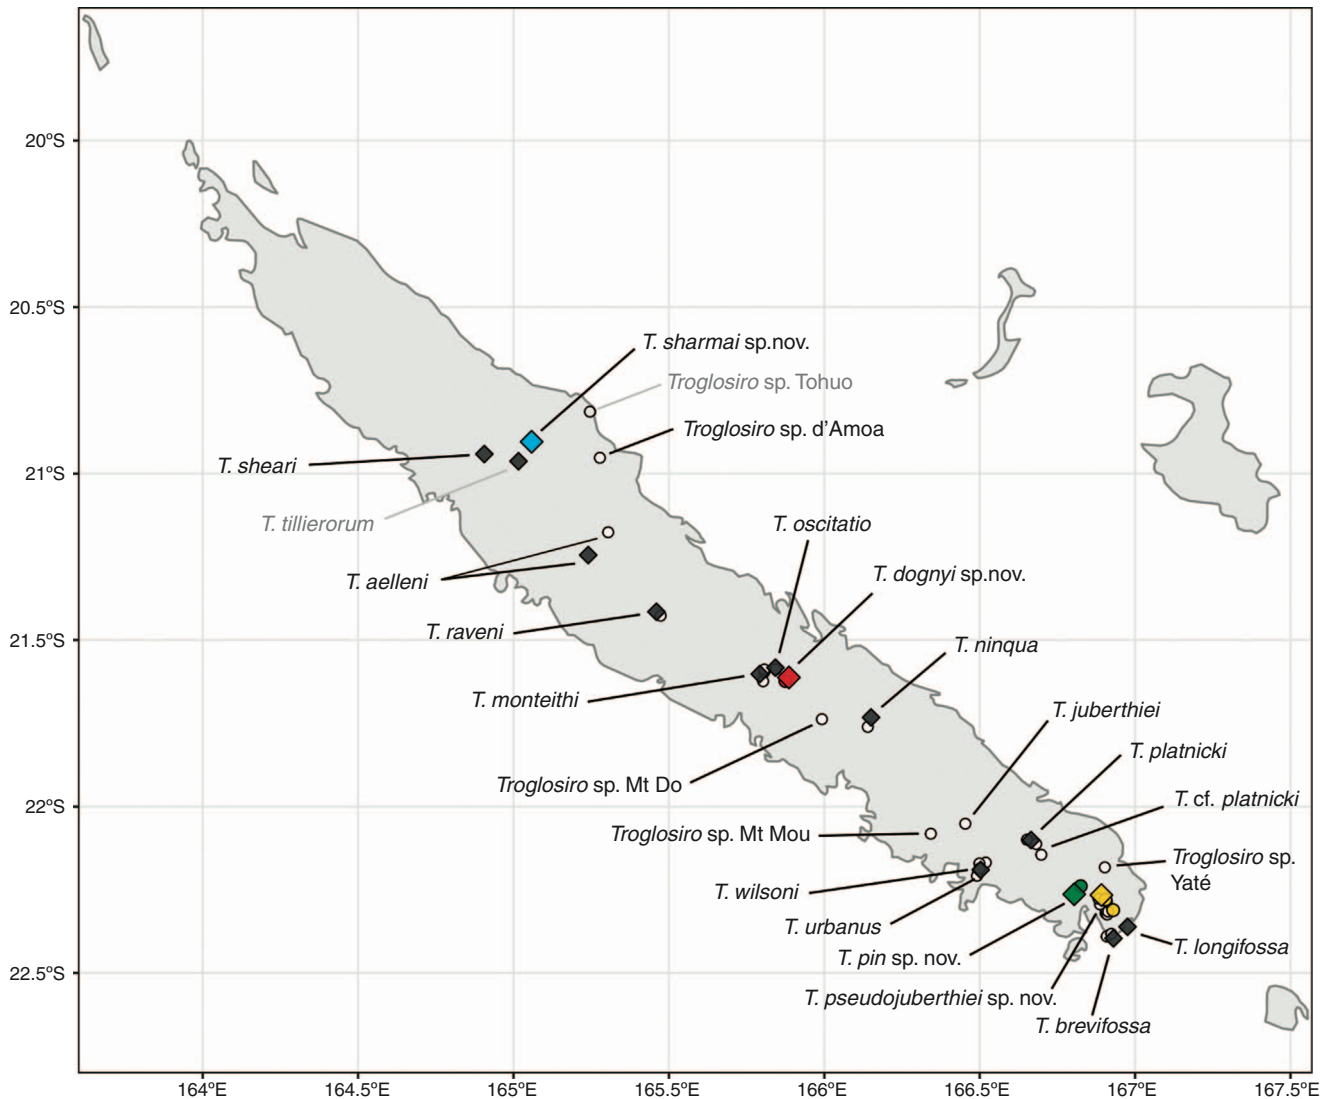 20°S
20.5°S
21°S
21.5°S
22°S
22.5°S
T. sharmai sp.nov.
Troglosiro sp. Tohuo
Troglosiro sp. d'Amoa
T. sheari
T. tillierorum
T. oscitatio
T. aelleni
T. dognyi sp.nov.
T. raveni
T. ninqua
T. monteithi
T. juberthiei
T. platnicki
Troglosiro sp. Mt Do
T. cf. platnicki
Troglosiro sp. Mt Mou
Troglosiro sp.
Yaté
T. wilsoni
T. urbanus
T. longifossa
T. pin sp. nov.
T. pseudojuberthiei sp. nov.
T. brevifossa
164°E
164.5°E
165°E
165.5°E
166°E
166.5°E
167°E
167.5°E